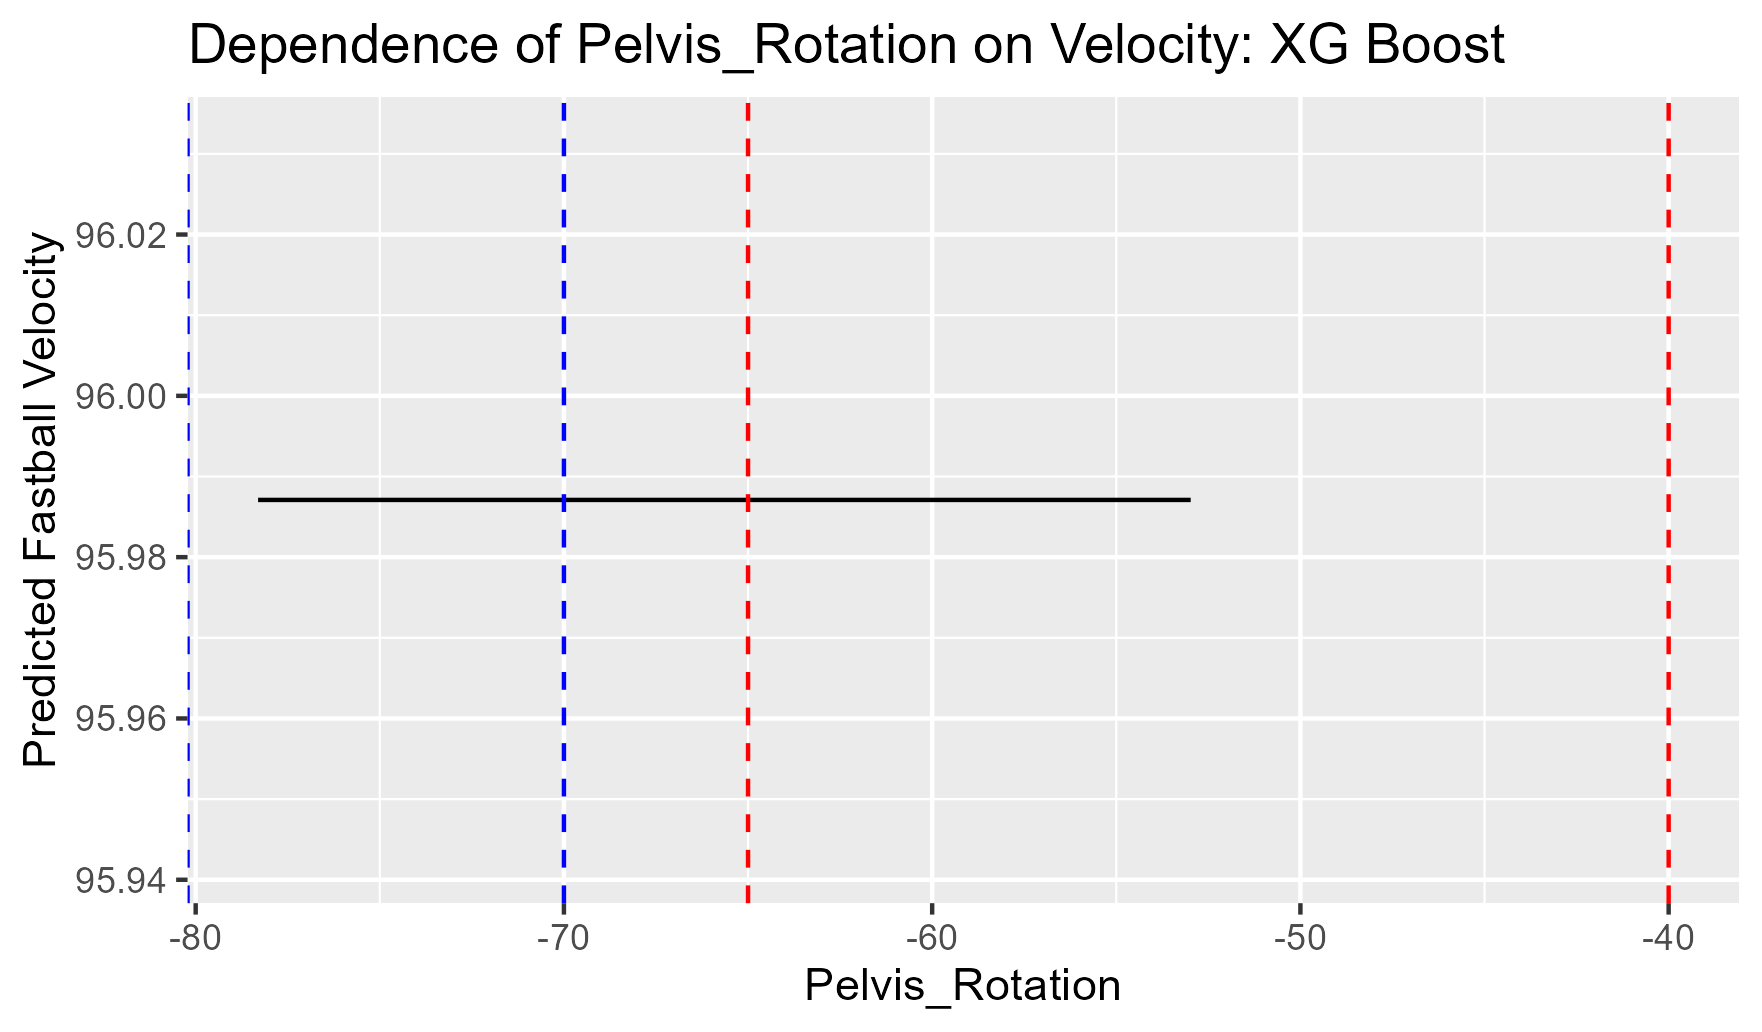 Dependence of Pelvis_Rotation on Velocity: XG Boost
Predicted Fastball Velocity
96.02
96.00
95.98
95.96
95.94
-80 -70 -60 -50 -40
Pelvis_Rotation